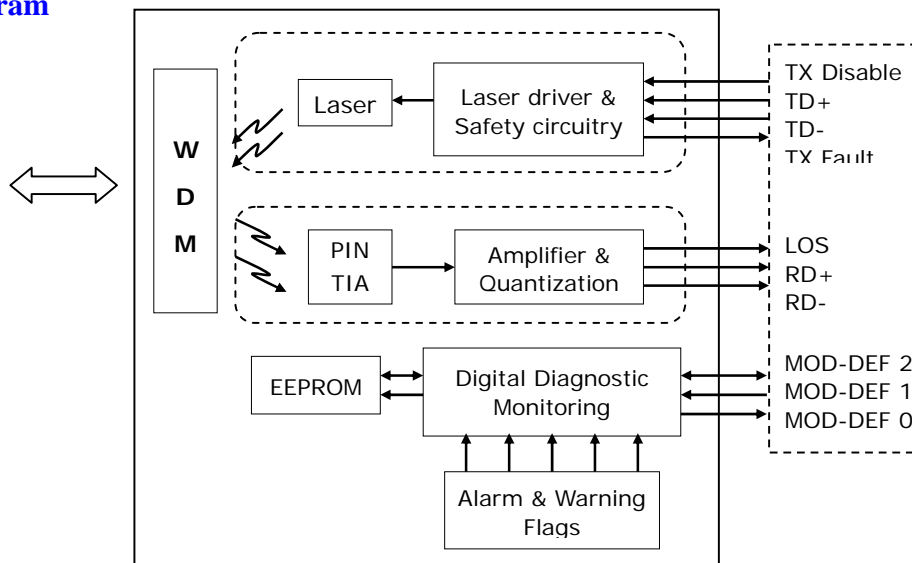 ram
W
D
M
Laser
Laser driver &
Safety circuitry
TX Disable
TD+
TD-
TX Fault
PIN
TIA
Amplifier &
Quantization
LOS
RD+
RD-
EEPROM
Digital Diagnostic
Monitoring
MOD-DEF 2
MOD-DEF 1
MOD-DEF 0
Alarm & Warning
Flags